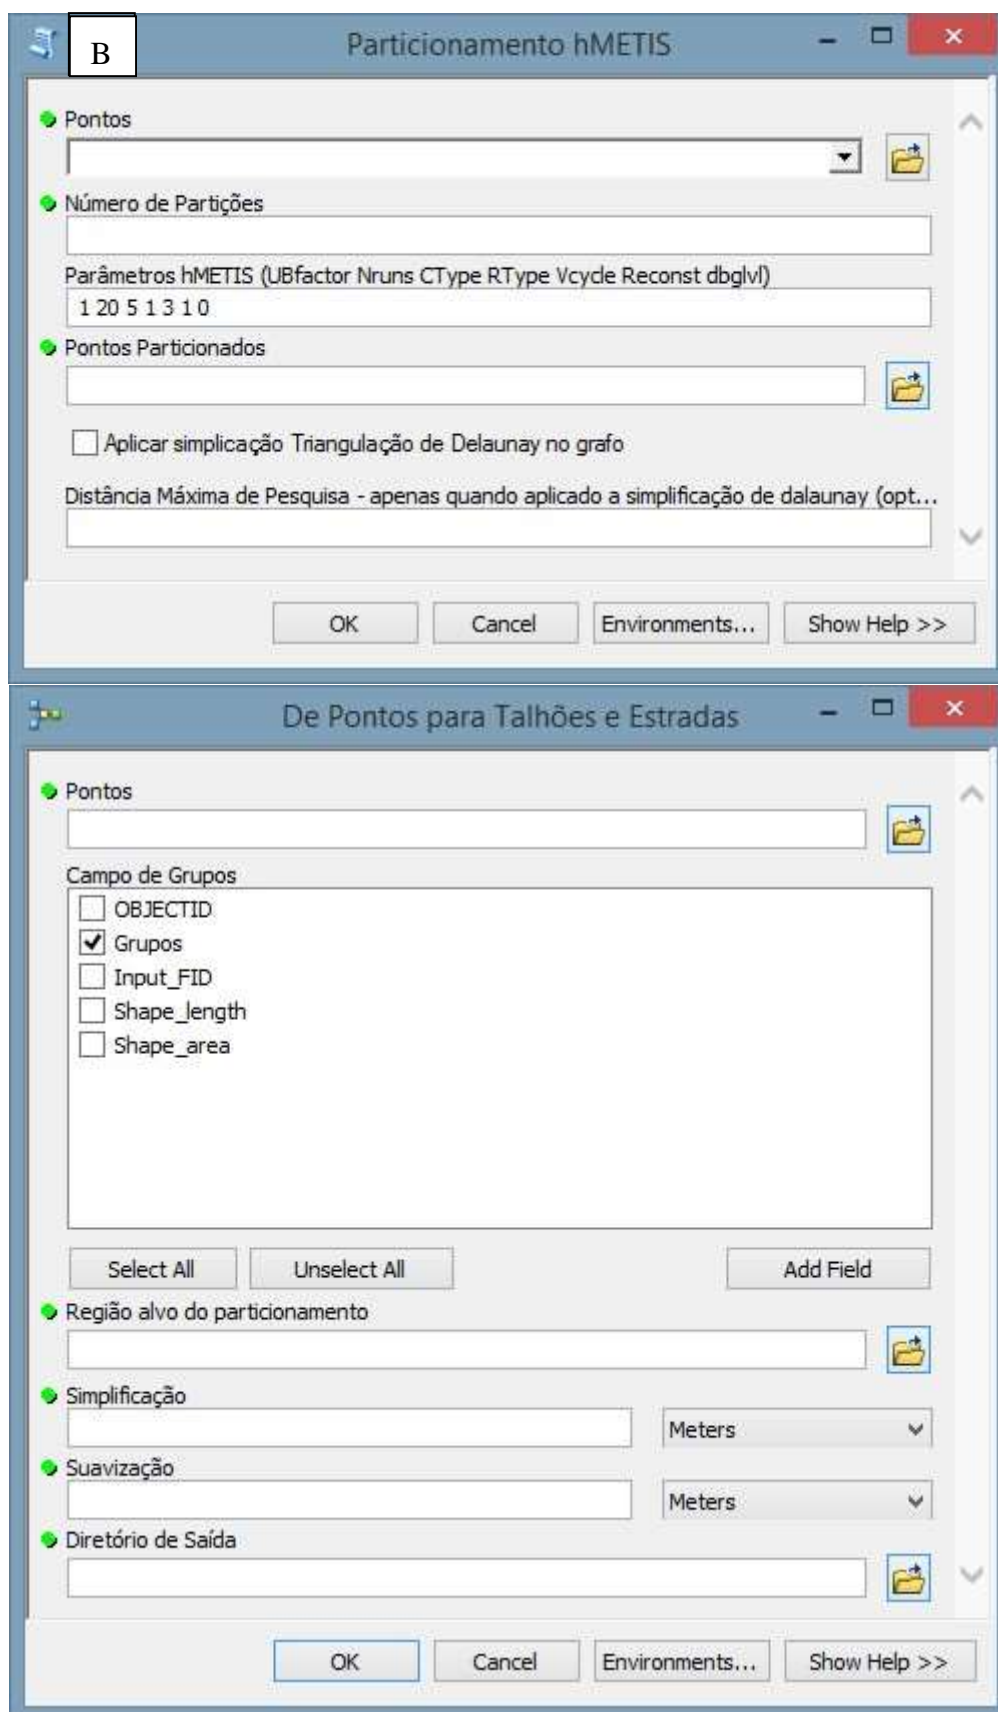 B
Particionamento hMETIS
Pontos
Número de Partições
Parâmetros hMETIS (UBfactor Nruns CType RType Vcycle Reconst dbglvl)
1 20 5 1 3 1 0
Pontos Particionados
Aplicar simplicação Triangulação de Delaunay no grafo
Distância Máxima de Pesquisa - apenas quando aplicado a simplificação de dalaunay (opt...
OK Cancel Environments... Show Help >>
De Pontos para Talhões e Estradas
Pontos
Campo de Grupos
OBJECTID
Grupos
Input_FID
Shape_length
Shape_area
Select All Unselect All Add Field
Região alvo do particionamento
Simplificação
Meters
Suavização
Meters
Diretório de Saída
OK Cancel Environments... Show Help >>